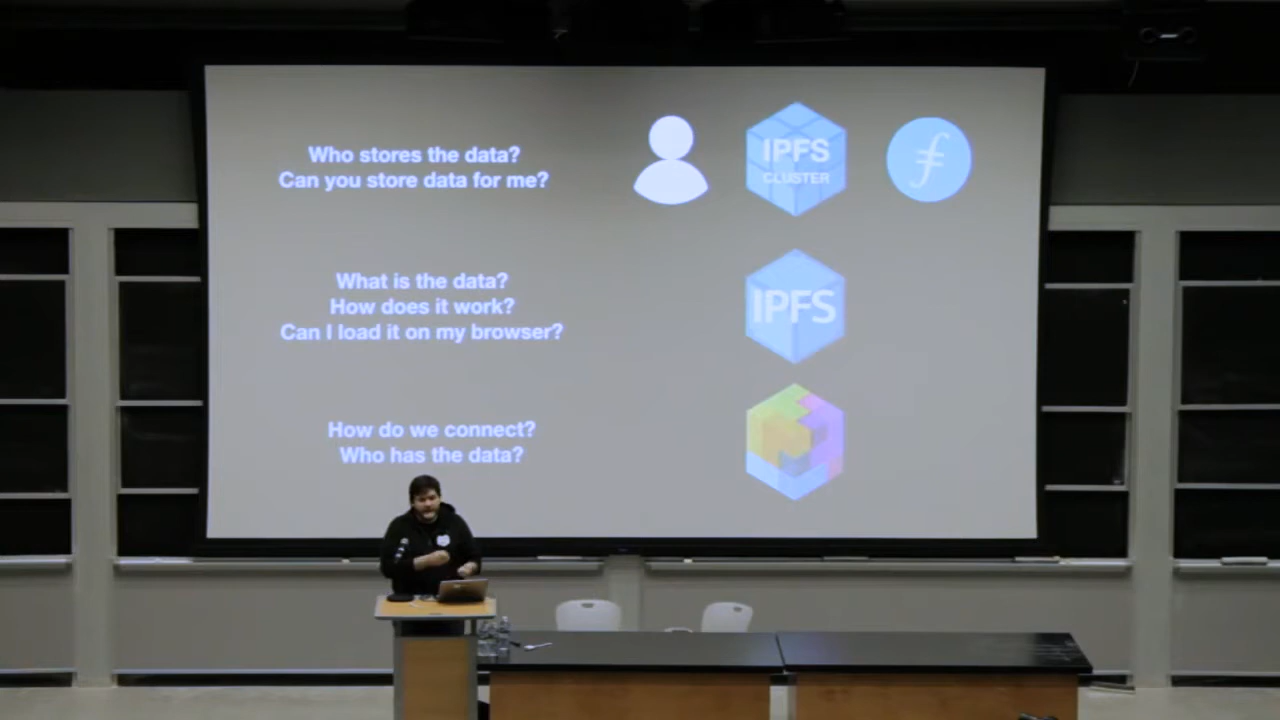 Who stores the data?
Can you store data for me?
IPFS
CLUSTER
What is the data?
How does it work?
Can I load it on my browser?
IPFS
How do we connect?
Who has the data?